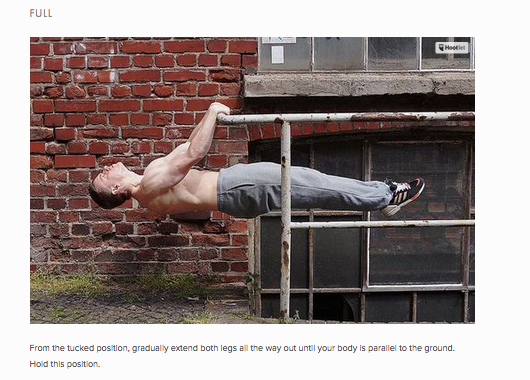 FULL
Hootlet
From the tucked position, gradually extend both legs all the way out until your body is parallel to the ground.
Hold this position.